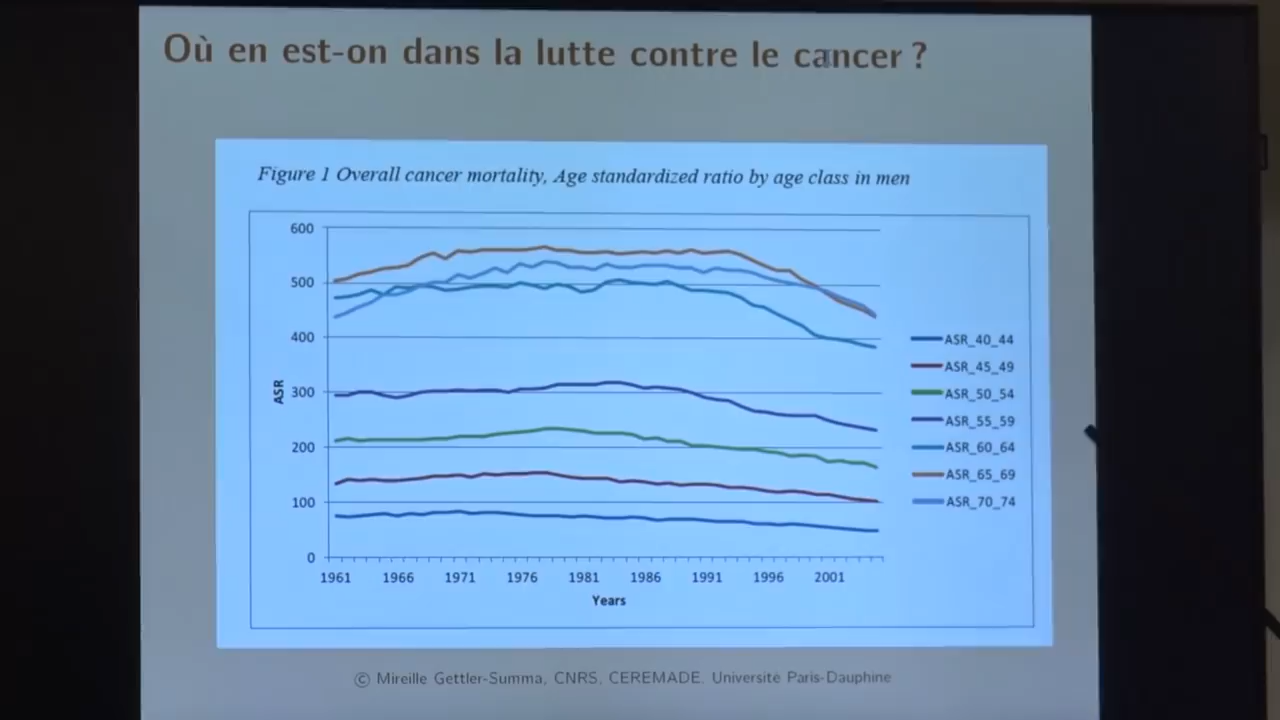 Où en est-on dans la lutte contre le cancer ?
Figure 1 Overall cancer mortality, Age standardized ratio by age class in men
600
500
400
300
200
100
0
ASR
1961 1966 1971 1976 1981 1986 1991 1996 2001
Years
ASR_40_44
ASR_45_49
ASR_50_54
ASR_55_59
ASR_60_64
ASR_65_69
ASR_70_74
© Mireille Gettler-Summa, CNRS, CEREMADE, Université Paris-Dauphine